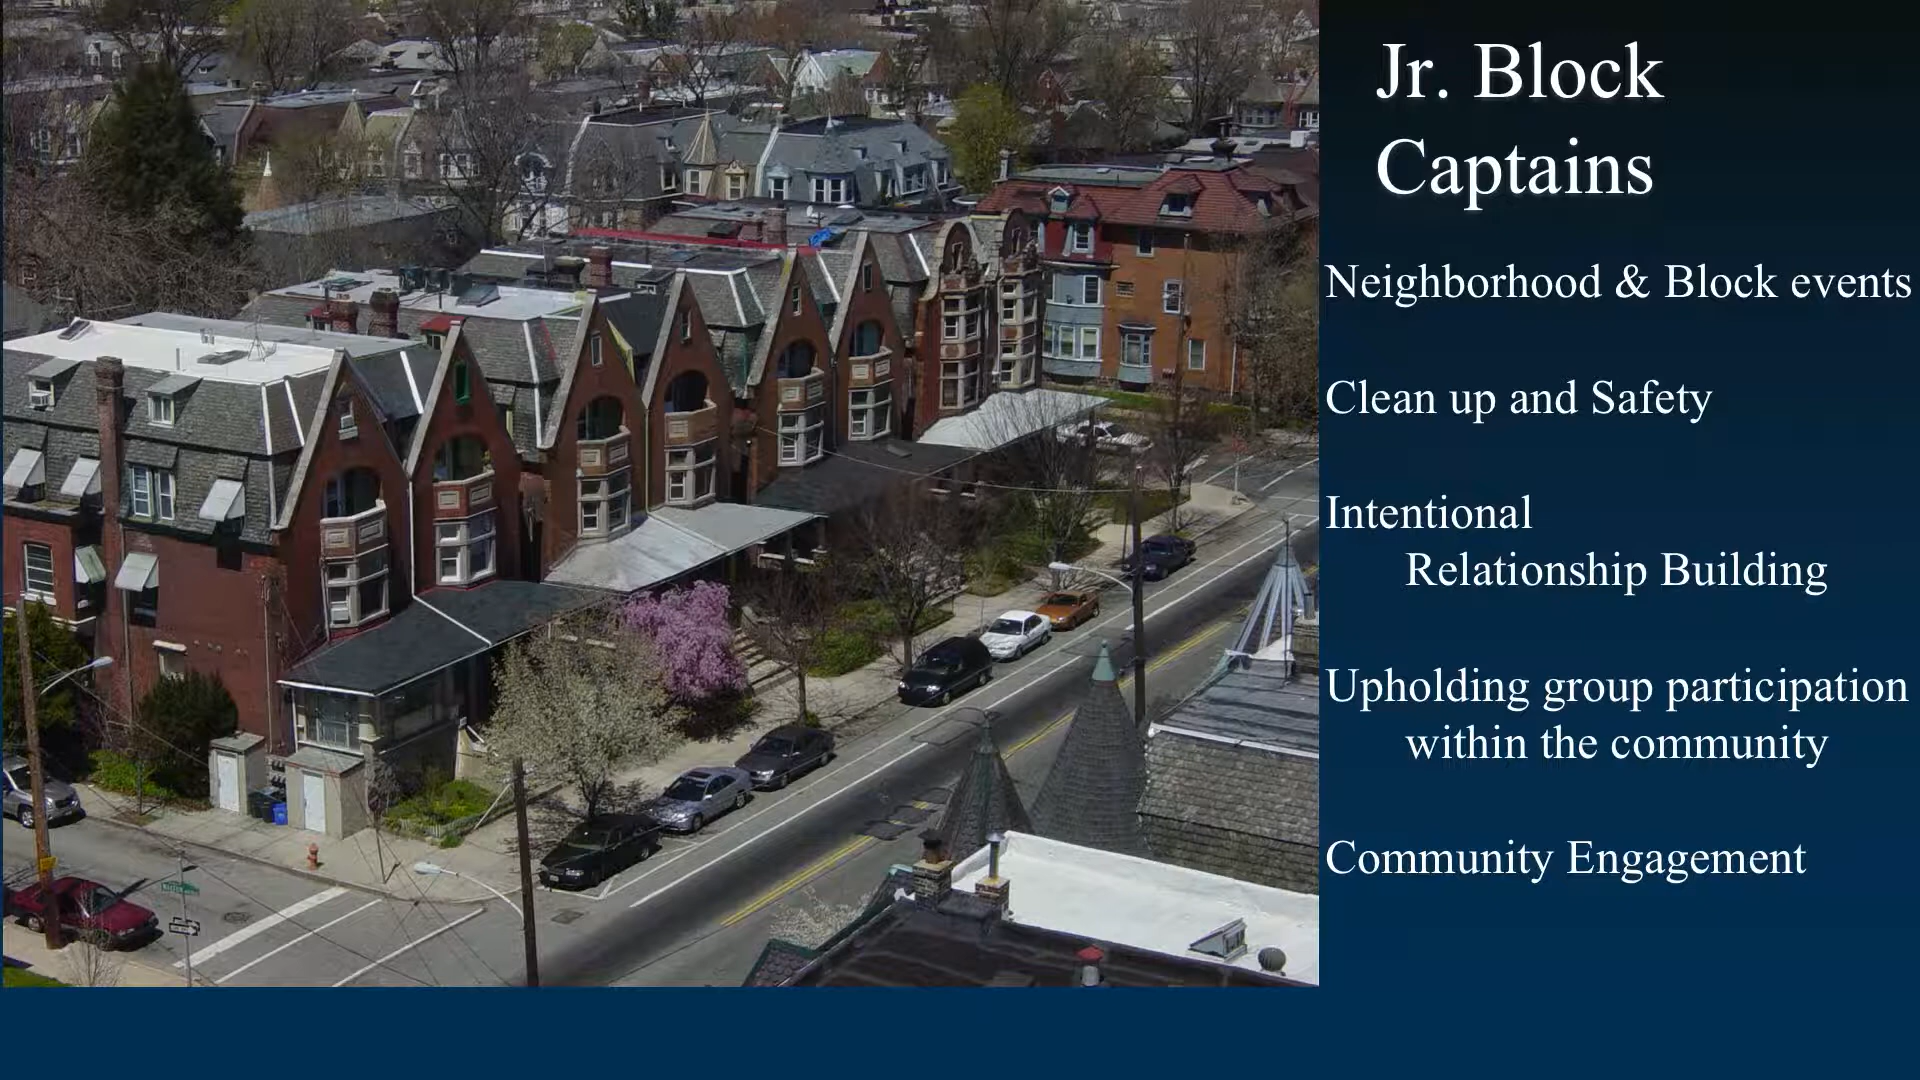 Jr. Block
Captains
Neighborhood & Block events
Clean up and Safety
Intentional
Relationship Building
Upholding group participation
within the community
Community Engagement